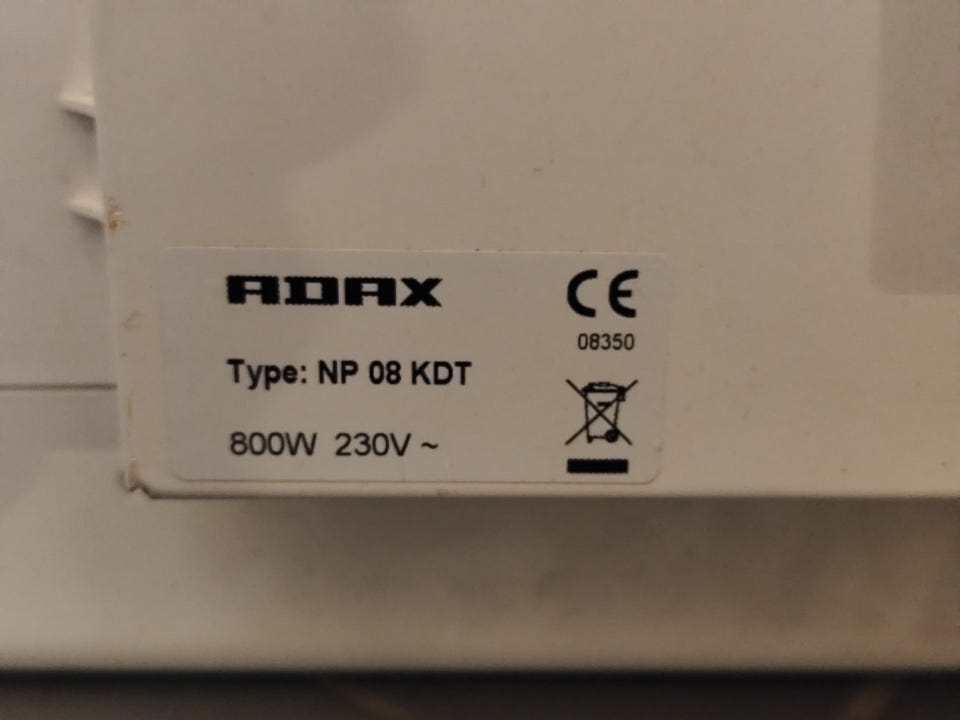 ADAX
CE
08350
Type: NP 08 KDT
800W 230V ~